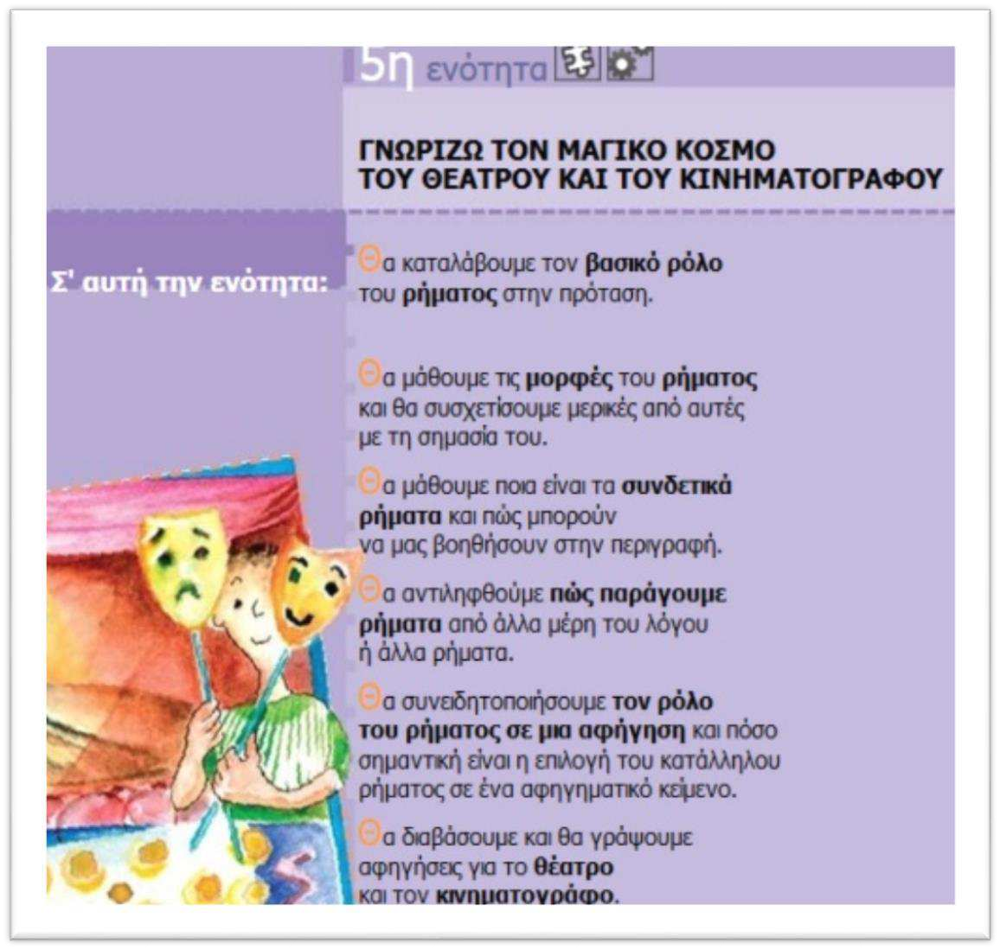 5η ενότητα
ΓΝΩΡΙΖΩ ΤΟΝ ΜΑΓΙΚΟ ΚΟΣΜΟ
ΤΟΥ ΘΕΑΤΡΟΥ ΚΑΙ ΤΟΥ ΚΙΝΗΜΑΤΟΓΡΑΦΟΥ
Σ' αυτή την ενότητα:
Θα καταλάβουμε τον βασικό ρόλο
του ρήματος στην πρόταση.
Θα μάθουμε τις μορφές του ρήματος
και θα συσχετίσουμε μερικές από αυτές
με τη σημασία του.
Θα μάθουμε ποια είναι τα συνδετικά
ρήματα και πώς μπορούν
να μας βοηθήσουν στην περιγραφή.
Θα αντιληφθούμε πώς παράγουμε
ρήματα από άλλα μέρη του λόγου
ή άλλα ρήματα.
Θα συνειδητοποιήσουμε τον ρόλο
του ρήματος σε μια αφήγηση και πόσο
σημαντική είναι η επιλογή του κατάλληλου
ρήματος σε ένα αφηγηματικό κείμενο.
Θα διαβάσουμε και θα γράψουμε
αφηγήσεις για το θέατρο
και τον κινηματογράφο.